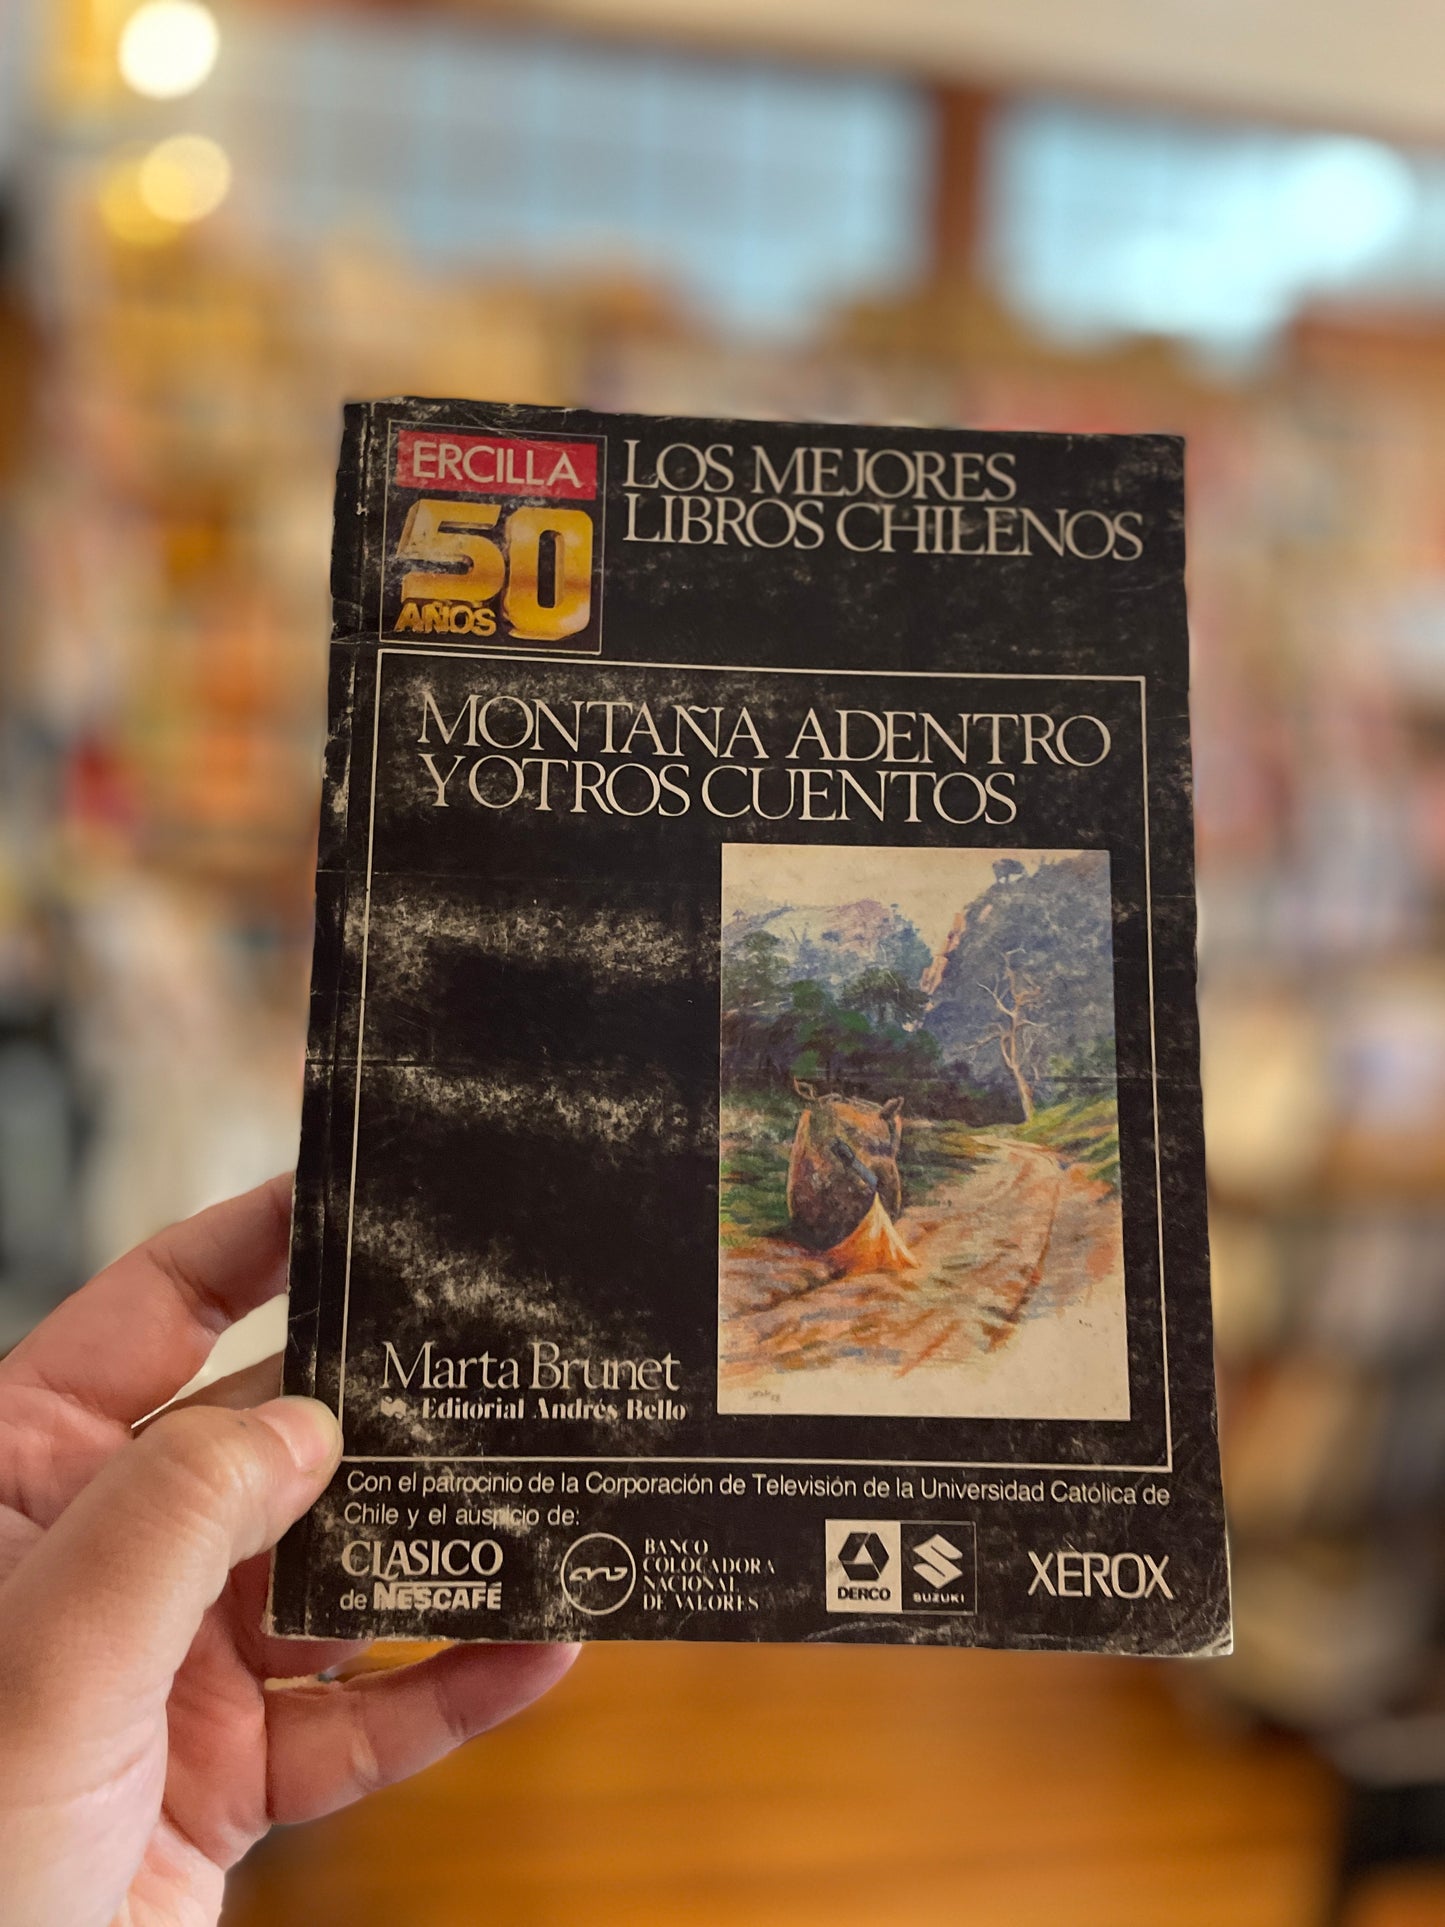 ERCILLA
50
AÑOS
LOS MEJORES
LIBROS CHILENOS
MONTAÑA ADENTRO
Y OTROS CUENTOS
Marta Brunet
Editorial Andrés Bello
Con el patrocinio de la Corporación de Televisión de la Universidad Católica de
Chile y el auspicio de:
CLASICO
de NESCAFÉ
BANCO
COLOCADORA
NACIONAL
DE VALORES
DERCO
SUZUKI
XEROX